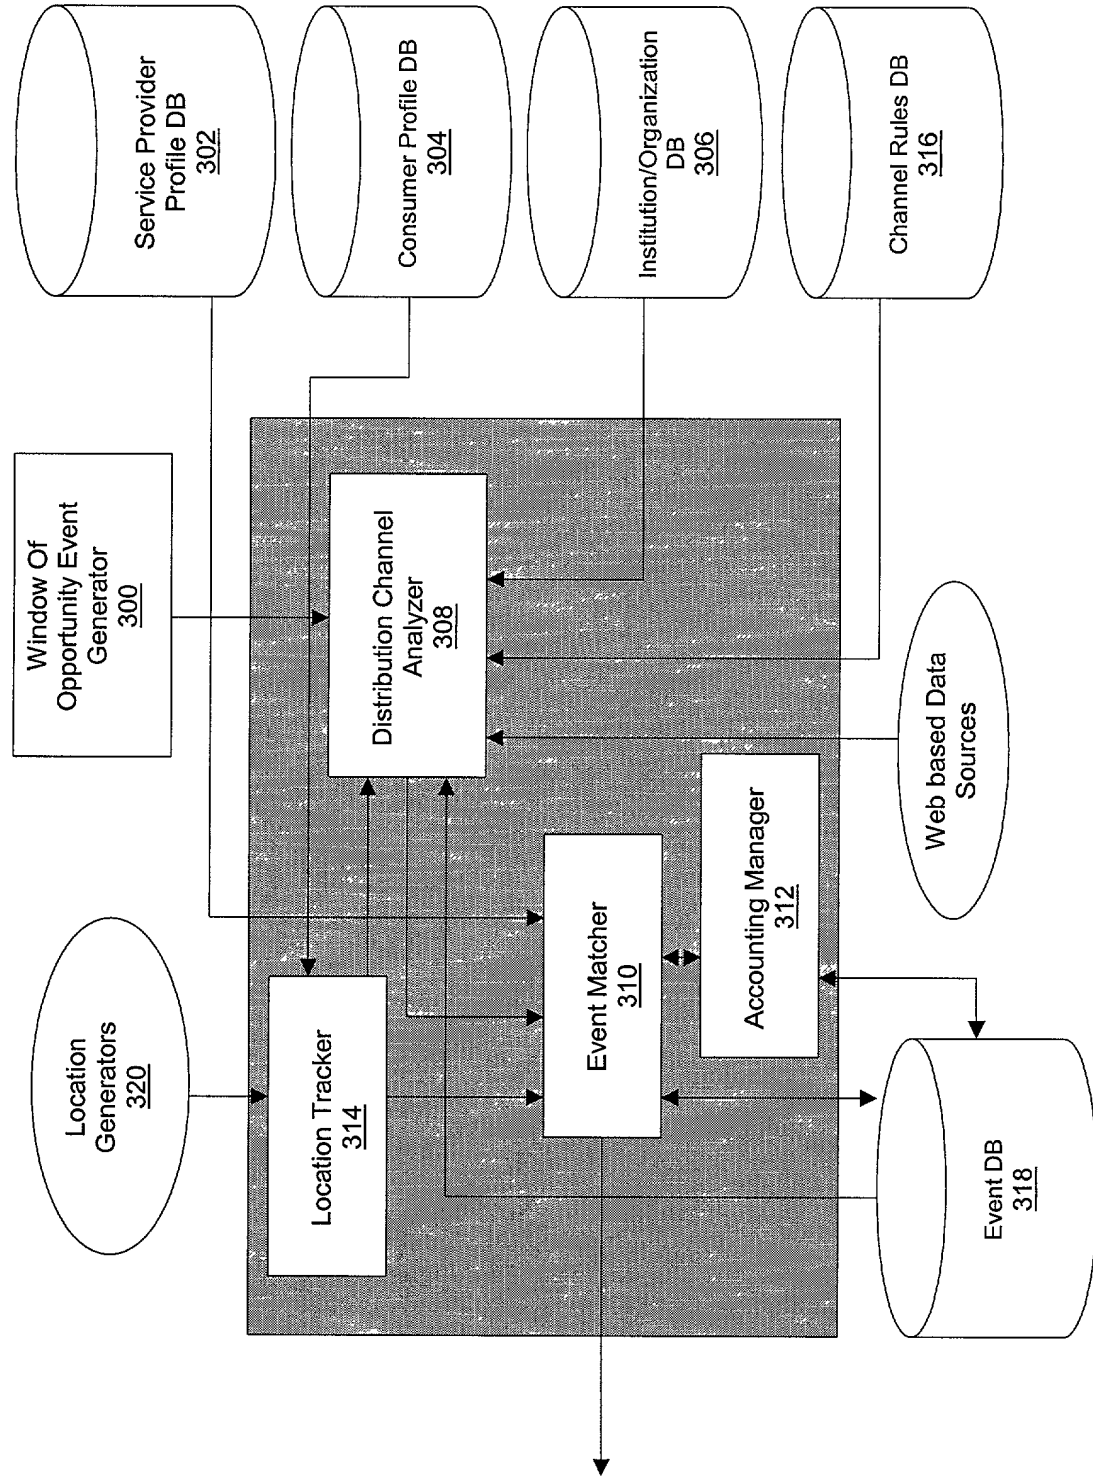 Service Provider
Profile DB
302
Consumer Profile DB
304
Institution/Organization
DB
306
Channel Rules DB
316
Window Of
Opportunity Event
Generator
300
Distribution Channel
Analyzer
308
Web based Data
Sources
Location
Generators
320
Location Tracker
314
Event Matcher
310
Accounting Manager
312
Event DB
318